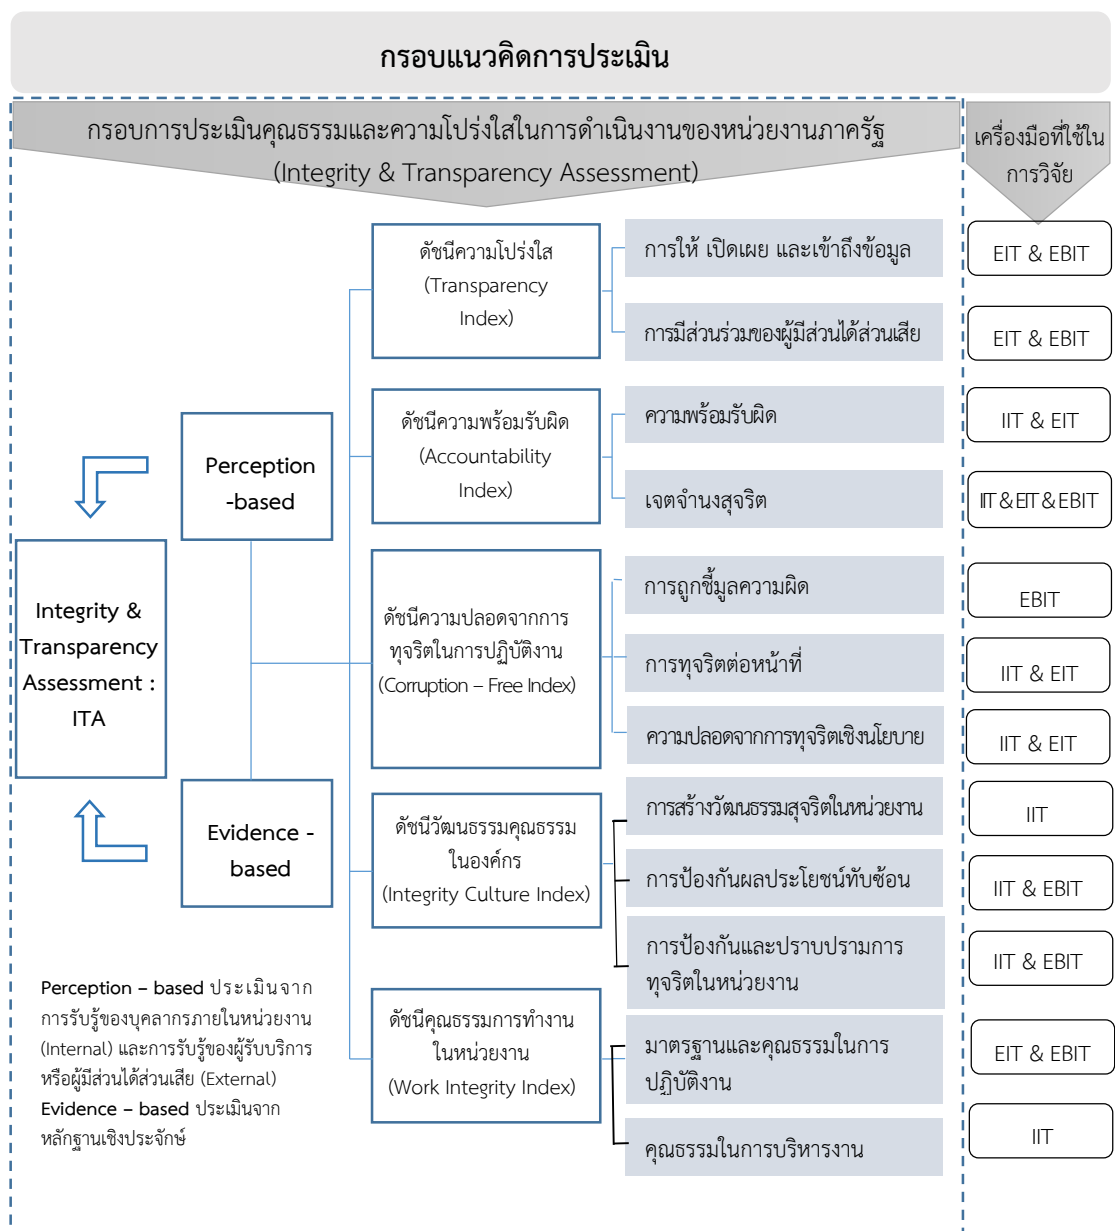 กรอบแนวคิดการประเมิน
กรอบการประเมินคุณธรรมและความโปร่งใสในการดำเนินงานของหน่วยงานภาครัฐ
(Integrity & Transparency Assessment)
เครื่องมือที่ใช้ใน
การวิจัย
ดัชนีความโปร่งใส
(Transparency
Index)
การให้ เปิดเผย และเข้าถึงข้อมูล
EIT & EBIT
การมีส่วนร่วมของผู้มีส่วนได้ส่วนเสีย
EIT & EBIT
ดัชนีความพร้อมรับผิด
(Accountability
Index)
ความพร้อมรับผิด
IIT & EIT
เจตจำนงสุจริต
IIT & EIT & EBIT
Perception
-based
Integrity &
Transparency
Assessment :
ITA
Evidence -
based
ดัชนีความปลอดจากการ
ทุจริตในการปฏิบัติงาน
(Corruption – Free Index)
การถูกชี้มูลความผิด
EBIT
การทุจริตต่อหน้าที่
IIT & EIT
ความปลอดจากการทุจริตเชิงนโยบาย
IIT & EIT
ดัชนีวัฒนธรรมคุณธรรม
ในองค์กร
(Integrity Culture Index)
การสร้างวัฒนธรรมสุจริตในหน่วยงาน
IIT
การป้องกันผลประโยชน์ทับซ้อน
IIT & EBIT
การป้องกันและปราบปรามการ
ทุจริตในหน่วยงาน
IIT & EBIT
ดัชนีคุณธรรมการทำงาน
ในหน่วยงาน
(Work Integrity Index)
มาตรฐานและคุณธรรมในการ
ปฏิบัติงาน
EIT & EBIT
คุณธรรมในการบริหารงาน
IIT
Perception – based ประเมินจาก
การรับรู้ของบุคลากรภายในหน่วยงาน
(Internal) และการรับรู้ของผู้รับบริการ
หรือผู้มีส่วนได้ส่วนเสีย (External)
Evidence – based ประเมินจาก
หลักฐานเชิงประจักษ์